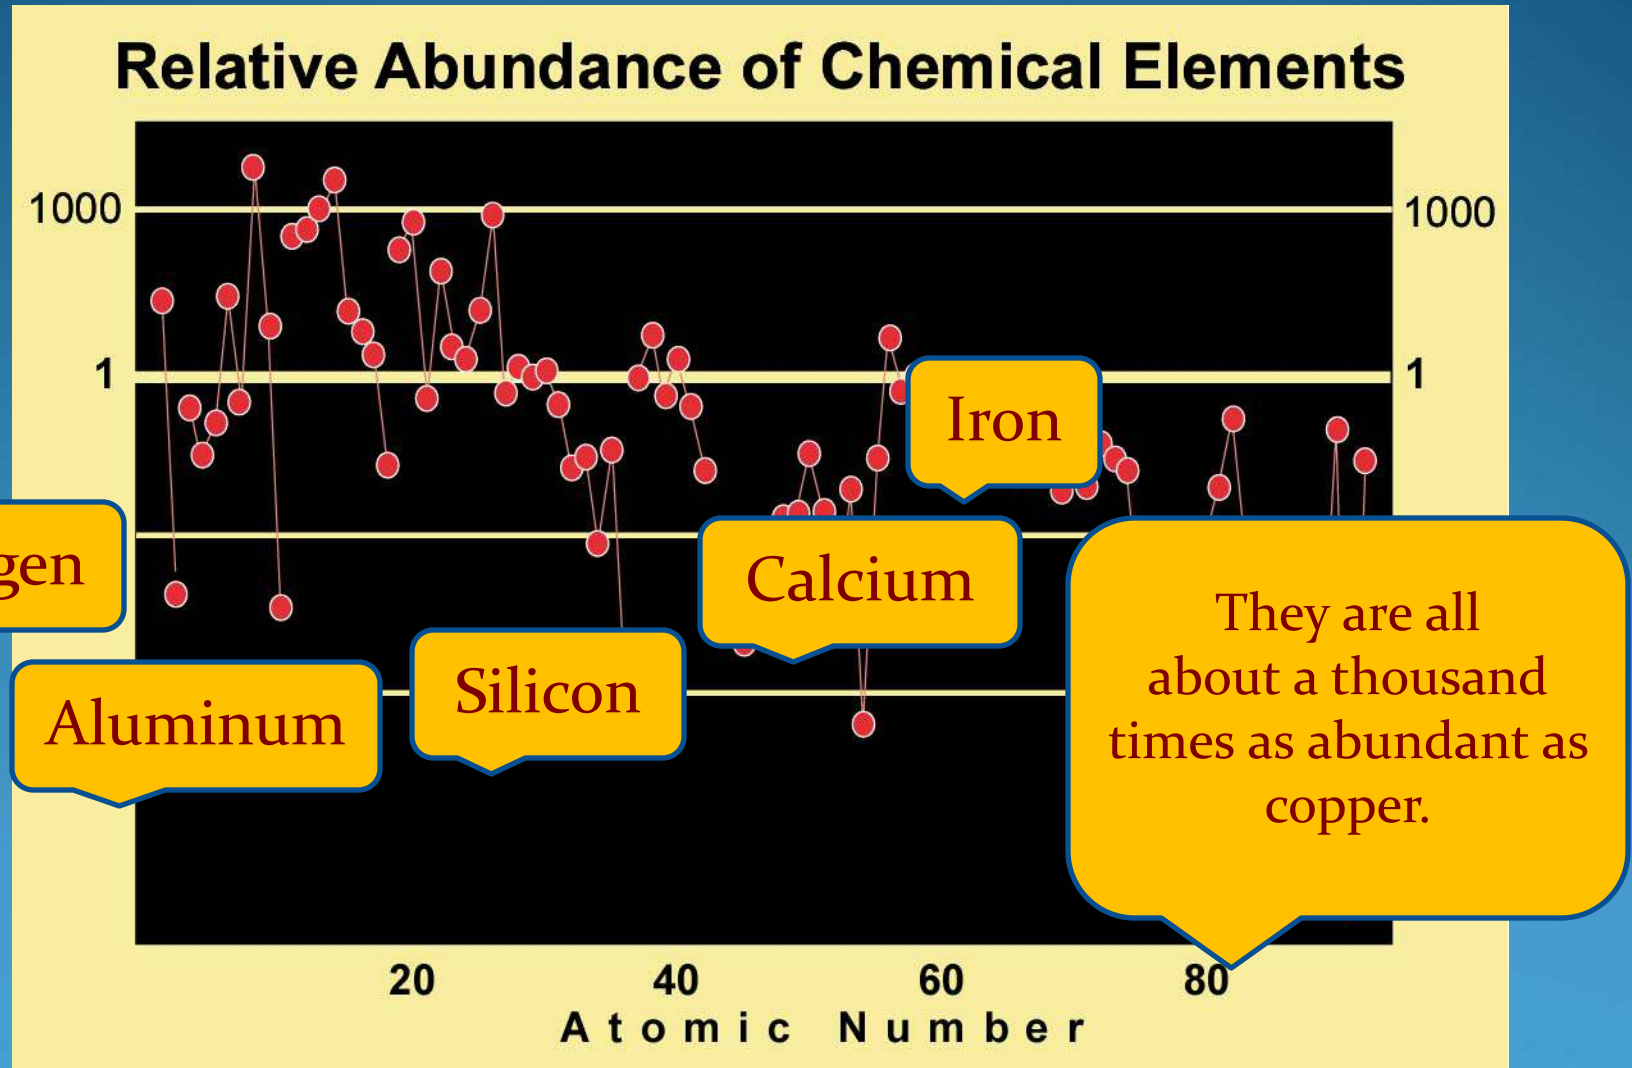 Relative Abundance of Chemical Elements
1000
1000
1
1
Iron
gen
Calcium
Silicon
Aluminum
They are all
about a thousand
times as abundant as
copper.
20 40 60 80
Atomic Number